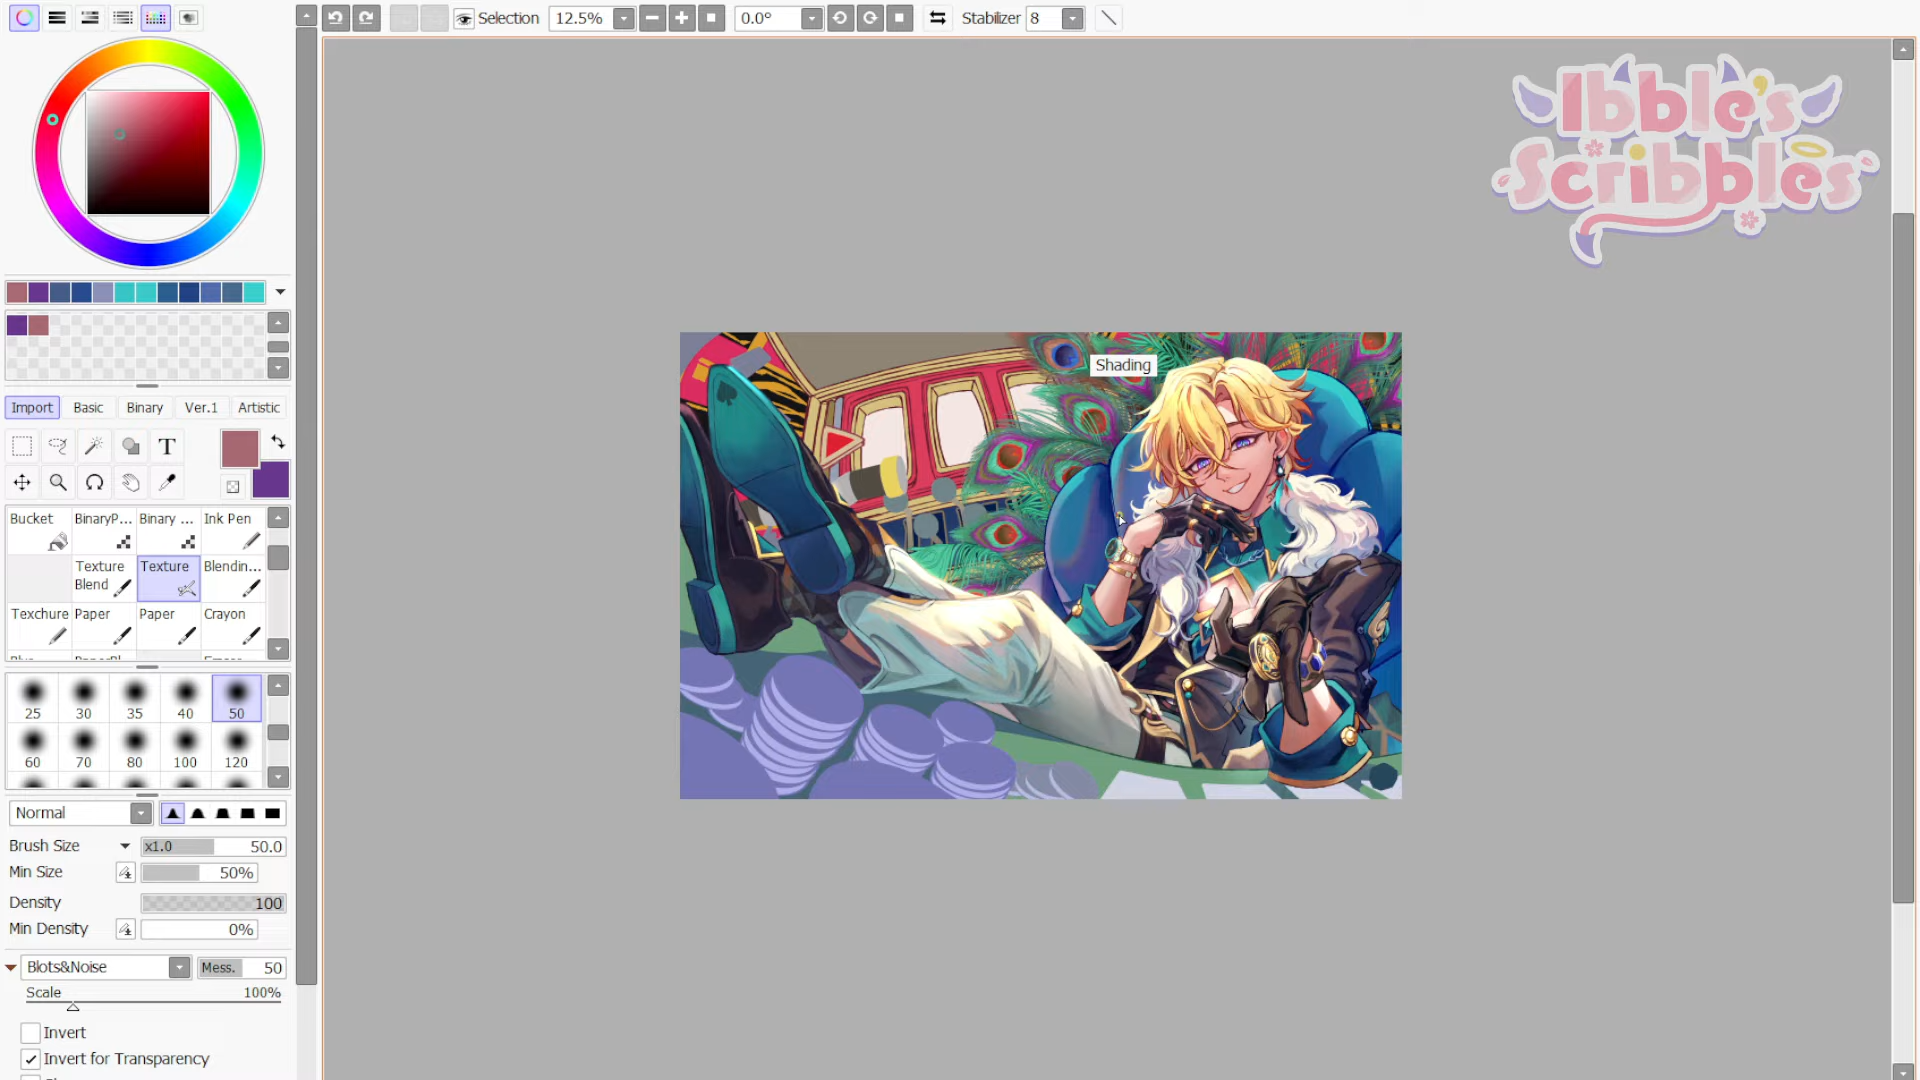 Selection 12.5% 0.0° Stabilizer 8
Ibble's
Scribbles
Shading
Import Basic Binary Ver.1 Artistic
T
Bucket BinaryP... Binary ... Ink Pen
Texture Blend Texture Blendin...
Texchure Paper Paper Crayon
25 30 35 40 50
60 70 80 100 120
Normal
Brush Size x1.0 50.0
Min Size 50%
Density 100
Min Density 0%
Blots&Noise Mess. 50
Scale 100%
Invert
Invert for Transparency